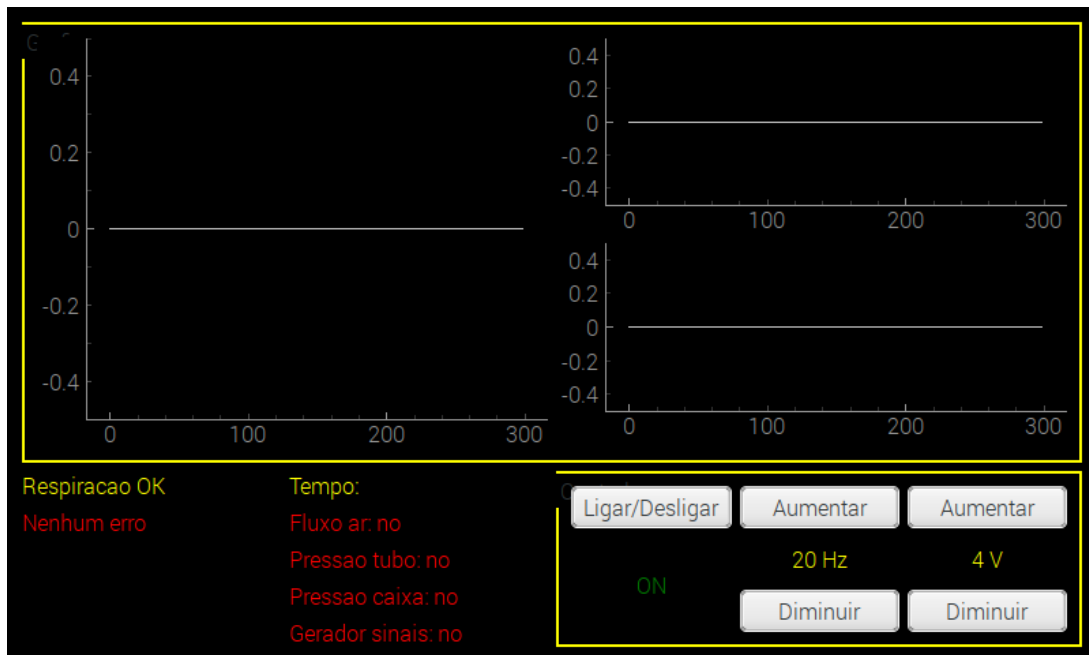 0.4
0.2
0
-0.2
-0.4
0 100 200 300
0.4
0.2
0
-0.2
-0.4
0 100 200 300
0.4
0.2
0
-0.2
-0.4
0 100 200 300
Respiracao OK
Nenhum erro
Tempo:
Fluxo ar: no
Pressao tubo: no
Pressao caixa: no
Gerador sinais: no
Ligar/Desligar Aumentar Aumentar
20 Hz 4 V
ON
Diminuir Diminuir